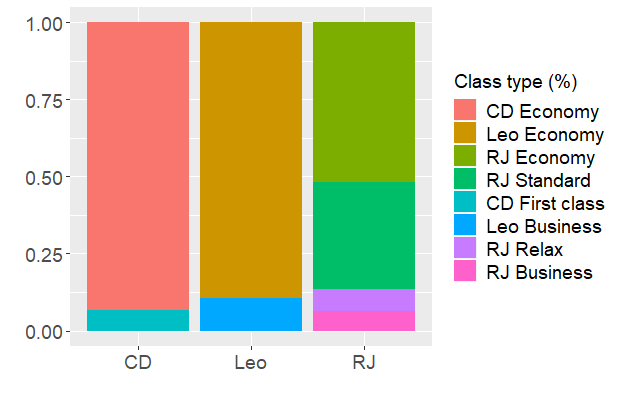 1.00
0.75
0.50
0.25
0.00
CD Leo RJ
Class type (%)
CD Economy
Leo Economy
RJ Economy
RJ Standard
CD First class
Leo Business
RJ Relax
RJ Business